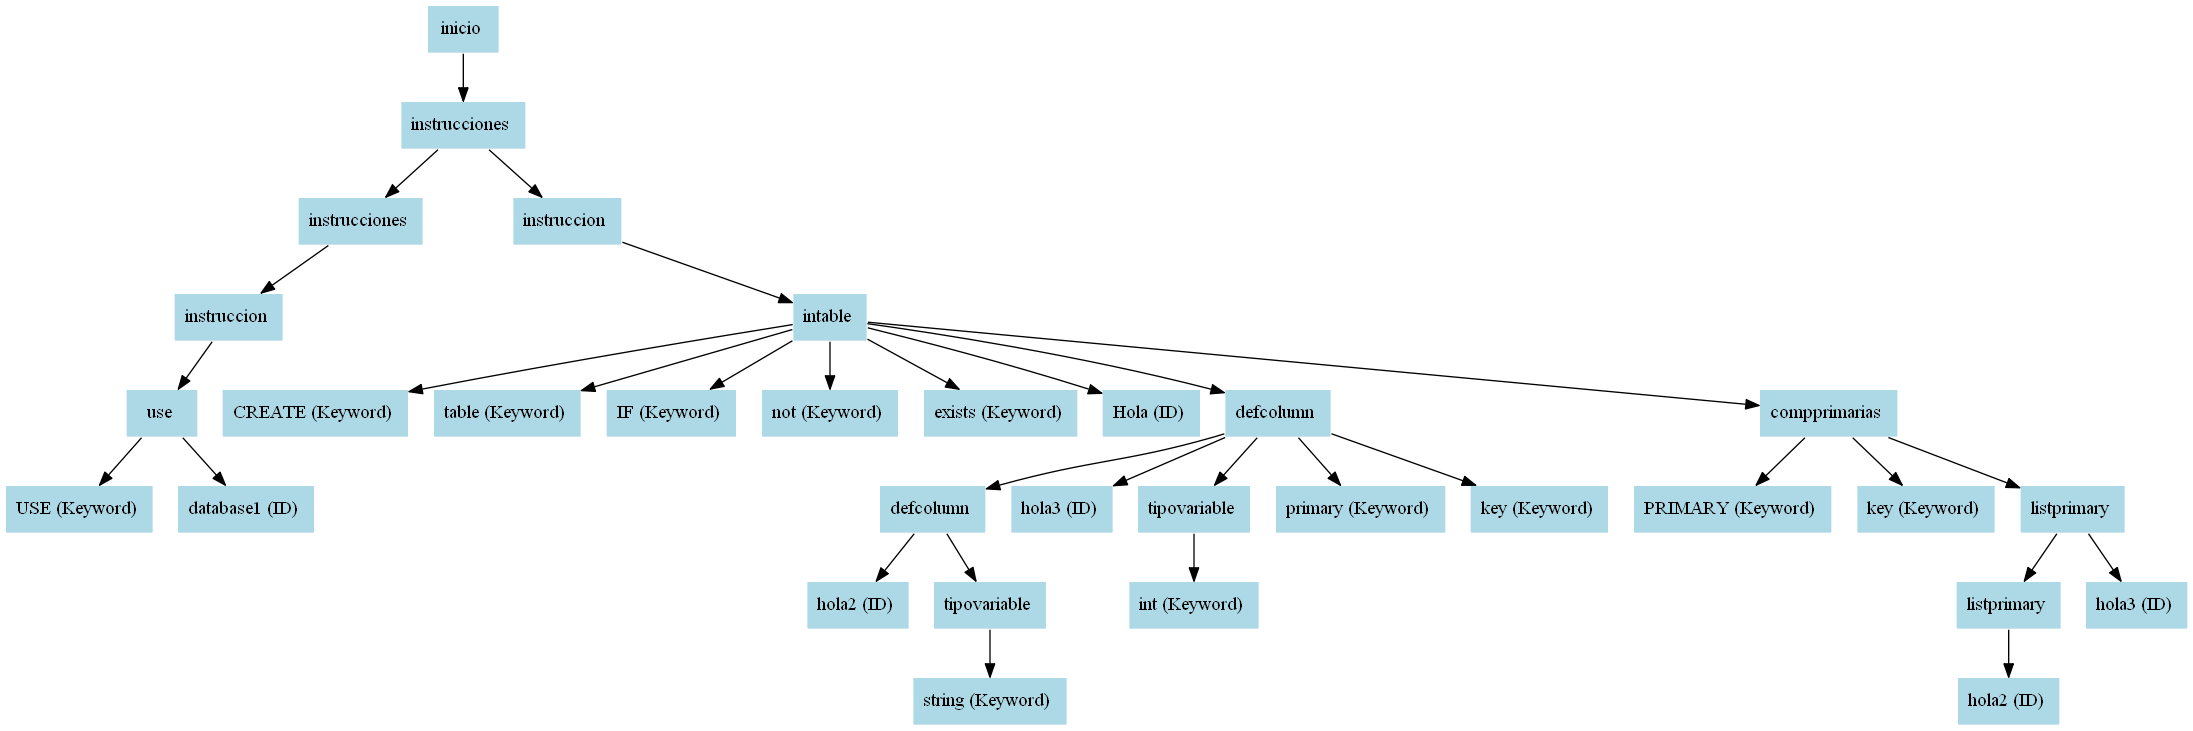 inicio
instrucciones
instrucciones
instruccion
instruccion
intable
use
CREATE (Keyword)
table (Keyword)
IF (Keyword)
not (Keyword)
exists (Keyword)
Hola (ID)
defcolumn
compprimarias
USE (Keyword)
database1 (ID)
defcolumn
hola3 (ID)
tipovariable
primary (Keyword)
key (Keyword)
PRIMARY (Keyword)
key (Keyword)
listprimary
hola2 (ID)
tipovariable
int (Keyword)
listprimary
hola3 (ID)
string (Keyword)
hola2 (ID)